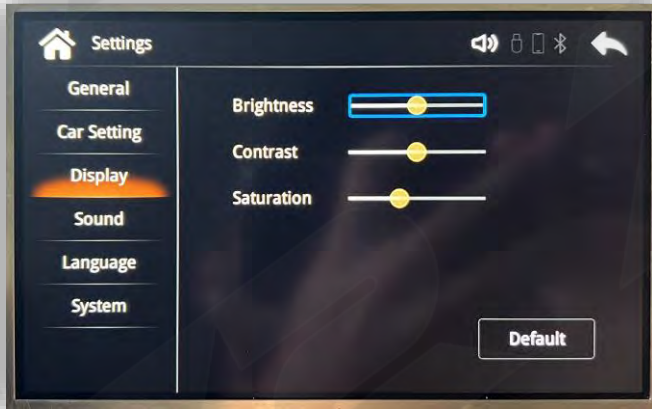 Settings
General
Car Setting
Display
Sound
Language
System
Brightness
Contrast
Saturation
Default